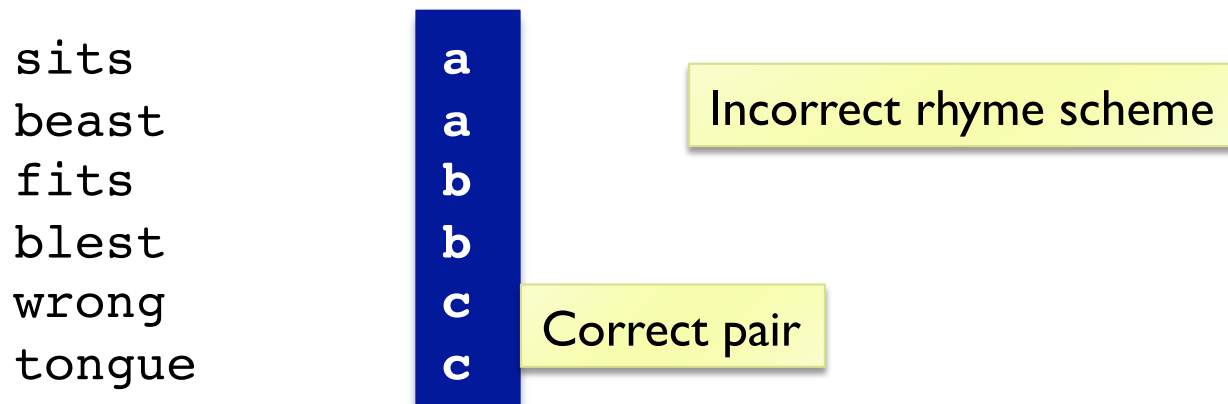 sits a
beast a Incorrect rhyme scheme
fits b
blest b
wrong c
Correct pair
tongue c